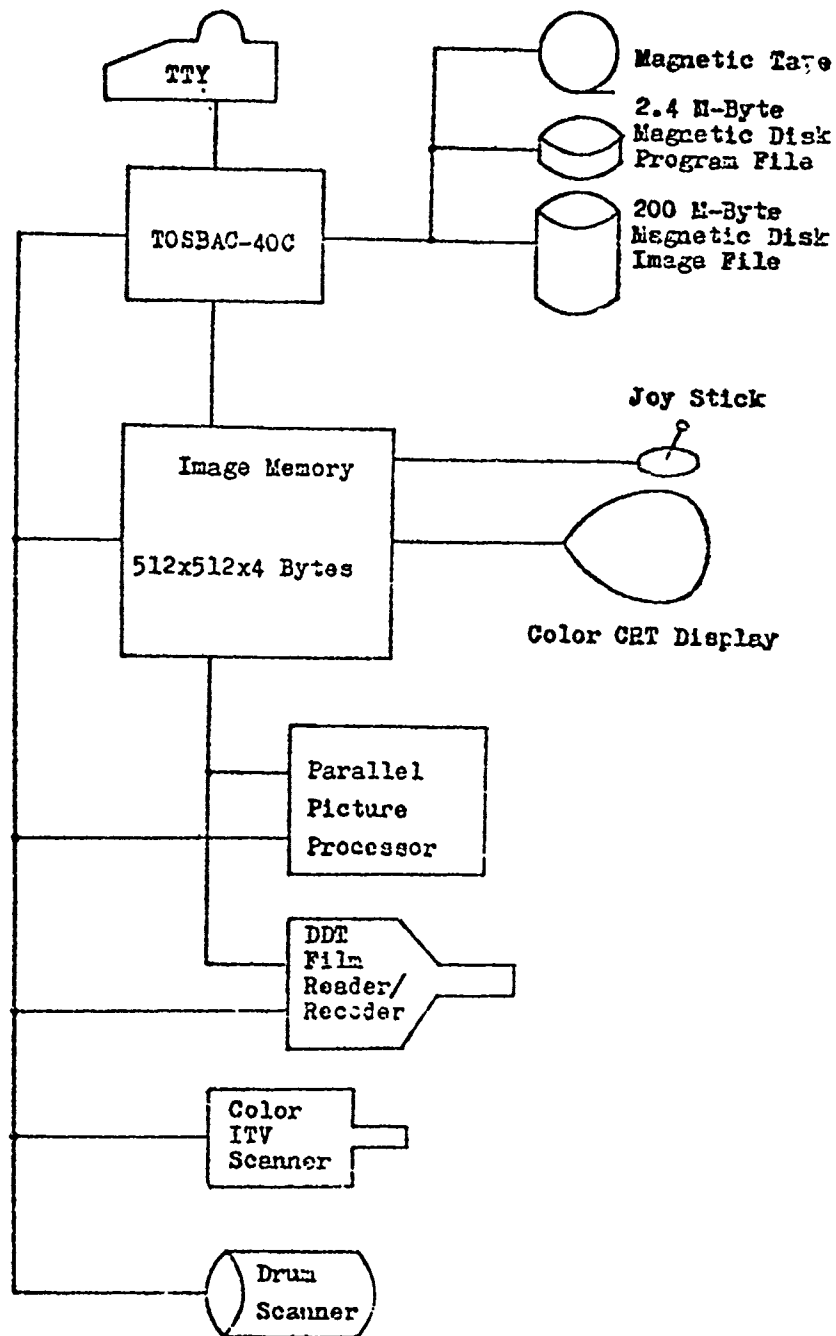 TTY
Magnetic Tape
2.4 M-Byte
Magnetic Disk
Program File
TOSBAC-40C
200 M-Byte
Magnetic Disk
Image File
Joy Stick
Image Memory
512x512x4 Bytes
Color CRT Display
Parallel
Picture
Processor
DDT
Film
Reader/
Recoder
Color
ITV
Scanner
Drum
Scanner